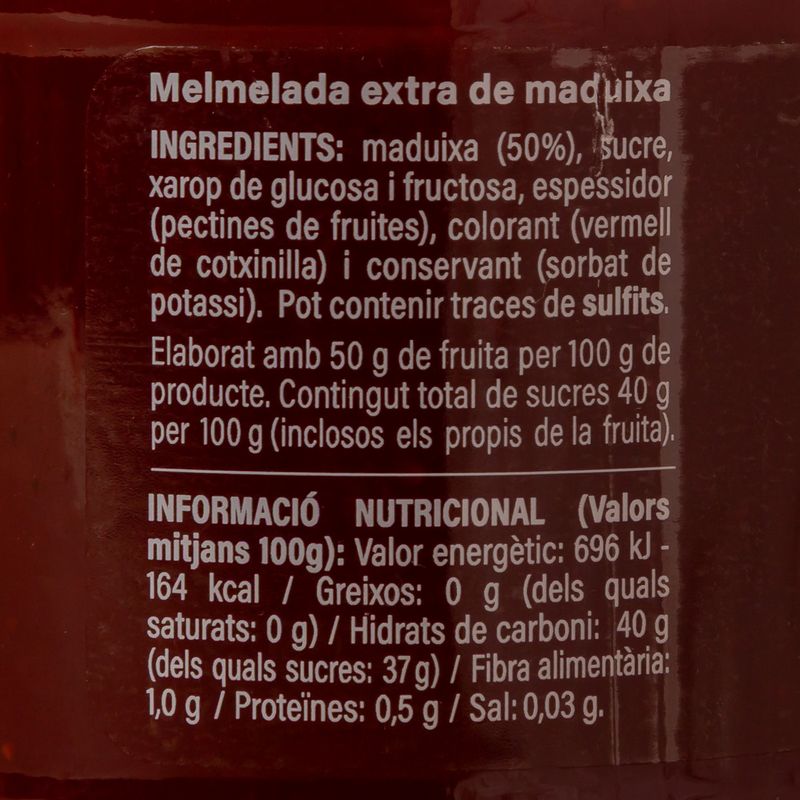 Melmelada extra de maduixa
INGREDIENTS: maduixa (50%), sucre,
xarop de glucosa i fructosa, espessidor
(pectines de fruites), colorant (vermell
de cotxinilla) i conservant (sorbat de
potassi). Pot contenir traces de sulfits.
Elaborat amb 50 g de fruita per 100 g de
producte. Contingut total de sucres 40 g
per 100 g (inclosos els propis de la fruita).
INFORMACIÓ NUTRICIONAL (Valors
mitjans 100g): Valor energètic: 696 kJ -
164 kcal / Greixos: 0 g (dels quals
saturats: 0 g) / Hidrats de carboni: 40 g
(dels quals sucres: 37g) / Fibra alimentària:
1,0 g / Proteïnes: 0,5 g / Sal: 0,03 g.